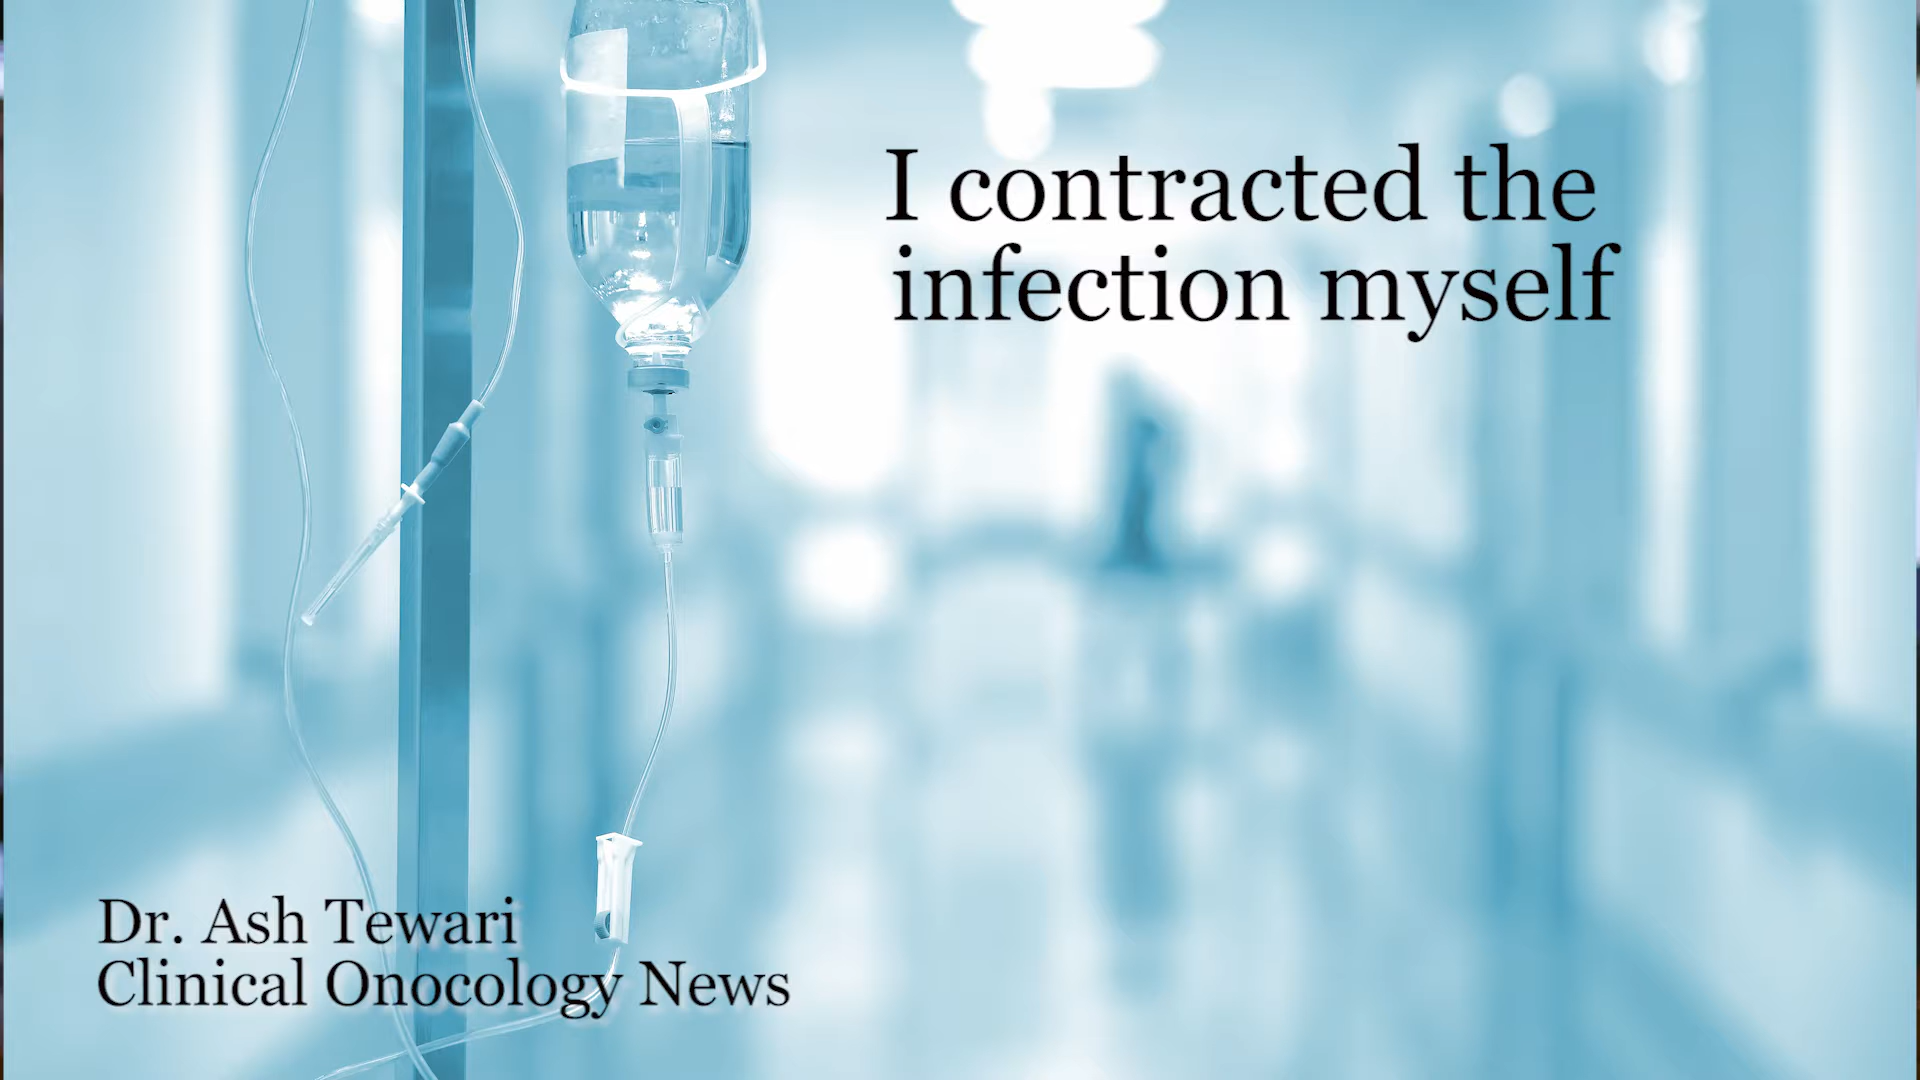 I contracted the
infection myself
Dr. Ash Tewari
Clinical Onocology News